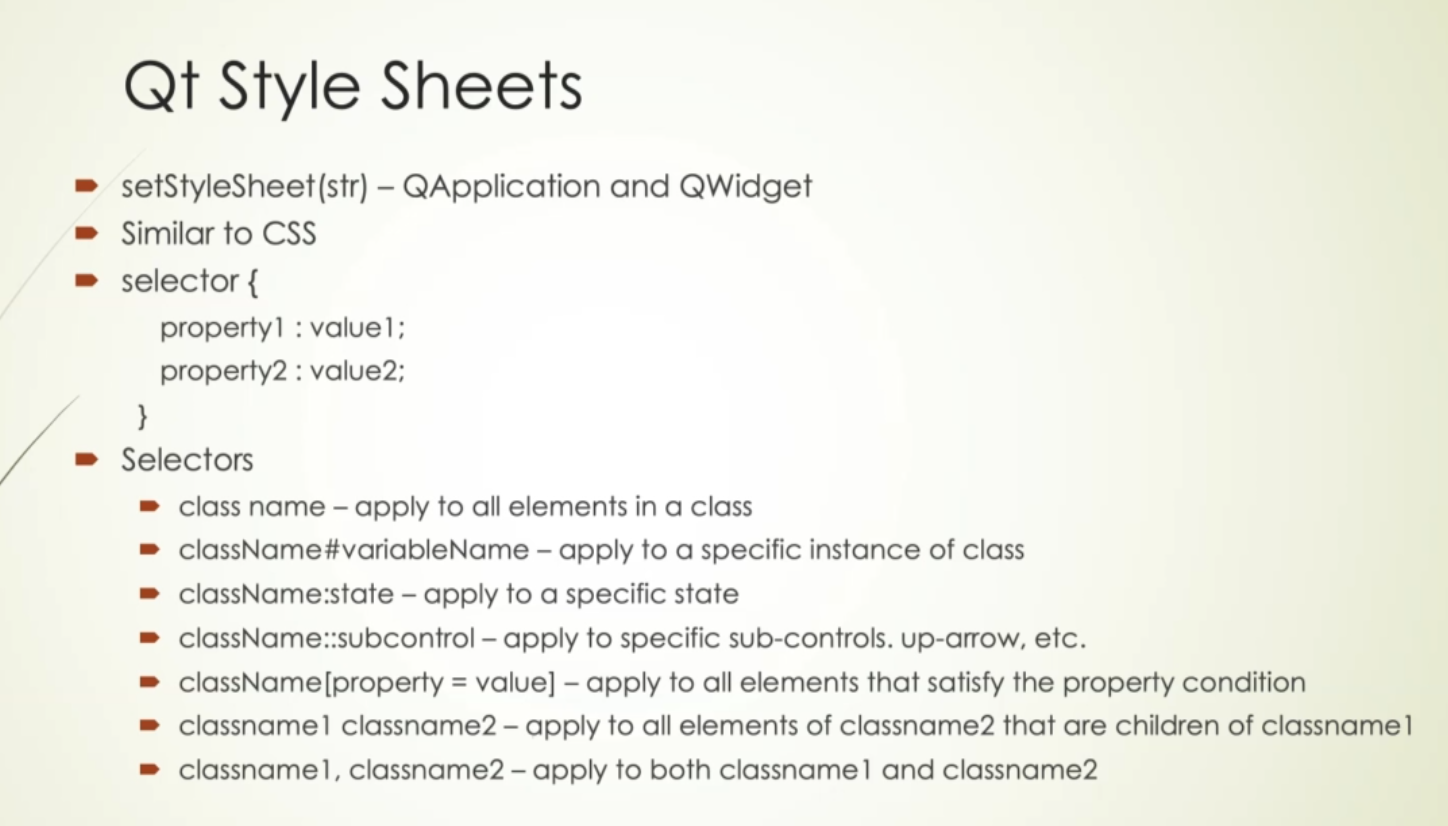 Qt Style Sheets
setStyleSheet(str) – QApplication and QWidget
Similar to CSS
selector {
property1 : value1;
property2 : value2;
}
Selectors
class name – apply to all elements in a class
className#variableName – apply to a specific instance of class
className:state – apply to a specific state
className::subcontrol – apply to specific sub-controls. up-arrow, etc.
className[property = value] – apply to all elements that satisfy the property condition
classname1 classname2 – apply to all elements of classname2 that are children of classname1
classname1, classname2 – apply to both classname1 and classname2